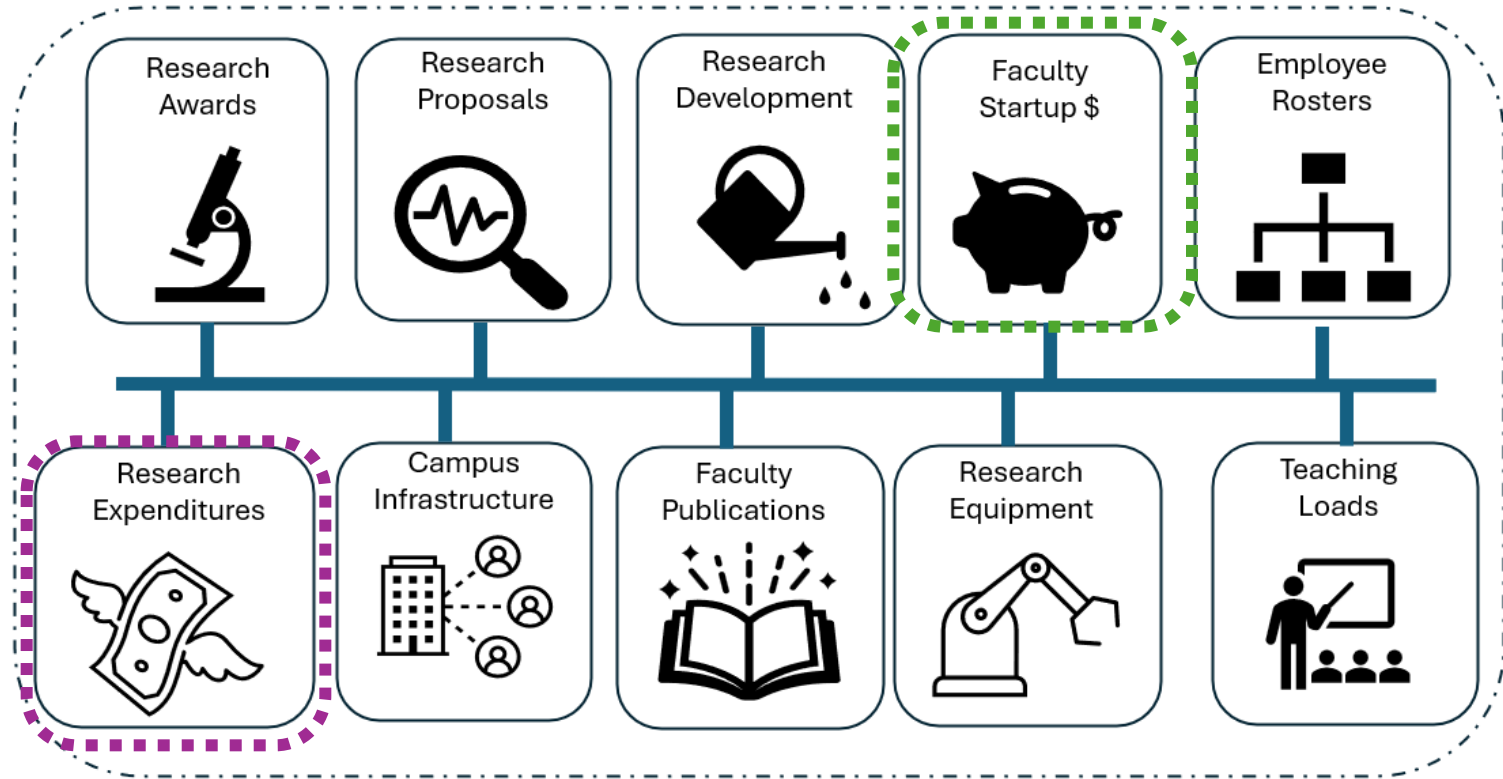 Research
Awards
Research
Proposals
Research
Development
Faculty
Startup $
Employee
Rosters
Research
Expenditures
Campus
Infrastructure
Faculty
Publications
Research
Equipment
Teaching
Loads